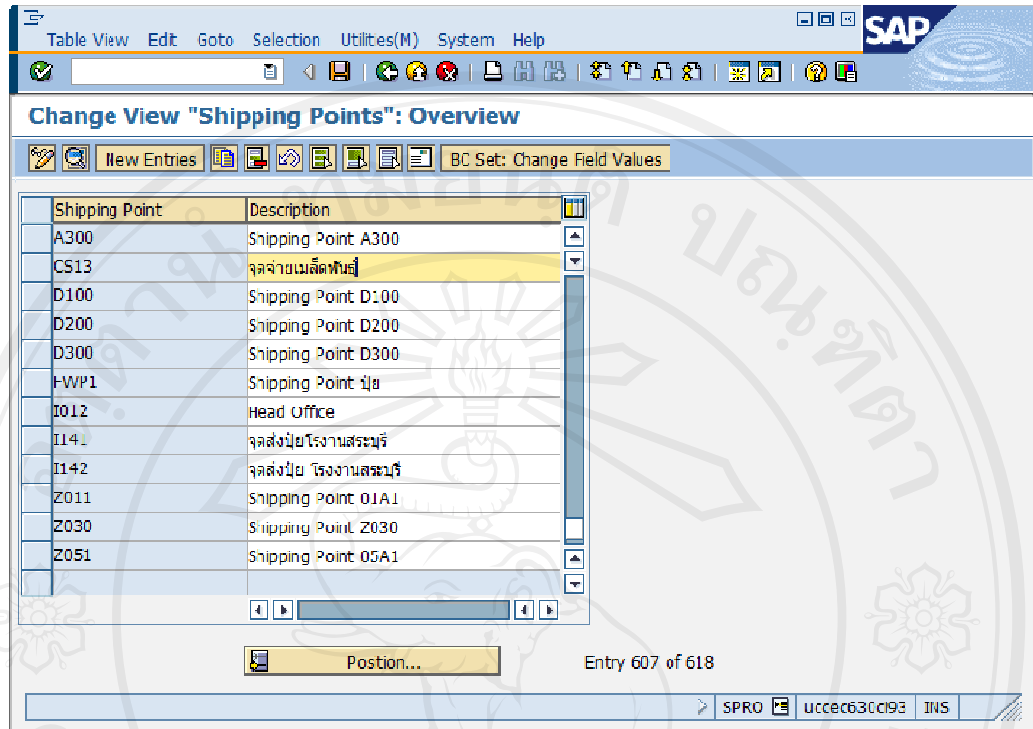 SAP
Table View Edit Goto Selection Utilities(M) System Help
Change View "Shipping Points": Overview
New Entries BC Set: Change Field Values
Shipping Point Description
A300 Shipping Point A300
CS13 จุดจ่ายเมล็ดพันธุ์
D100 Shipping Point D100
D200 Shipping Point D200
D300 Shipping Point D300
HWP1 Shipping Point ปุ๋ย
I012 Head Office
I141 จุดส่งปุ๋ยโรงานสระบุรี
I142 จุดส่งปุ๋ย โรงงานสระบุรี
Z011 Shipping Point 01A1
Z030 Shipping Point Z030
Z051 Shipping Point 05A1
Position... Entry 607 of 618
SPRO INS